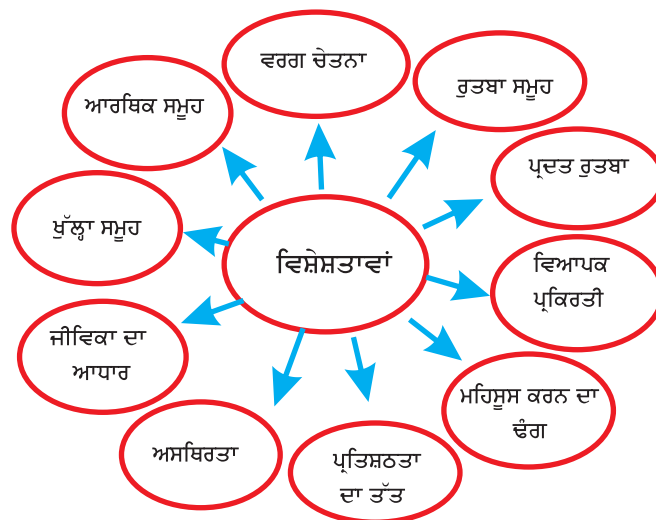 ਵਰਗ ਚੇਤਨਾ
ਰੁਤਬਾ ਸਮੂਹ
ਆਰਥਿਕ ਸਮੂਹ
ਪ੍ਰਦਤ ਰੁਤਬਾ
ਖੁੱਲ੍ਹਾ ਸਮੂਹ
ਵਿਸ਼ੇਸ਼ਤਾਵਾਂ
ਵਿਆਪਕ
ਪ੍ਰਕਿਰਤੀ
ਜੀਵਿਕਾ ਦਾ
ਆਧਾਰ
ਮਹਿਸੂਸ ਕਰਨ ਦਾ
ਢੰਗ
ਅਸਥਿਰਤਾ
ਪ੍ਰਤਿਸ਼ਠਤਾ
ਦਾ ਤੱਤ